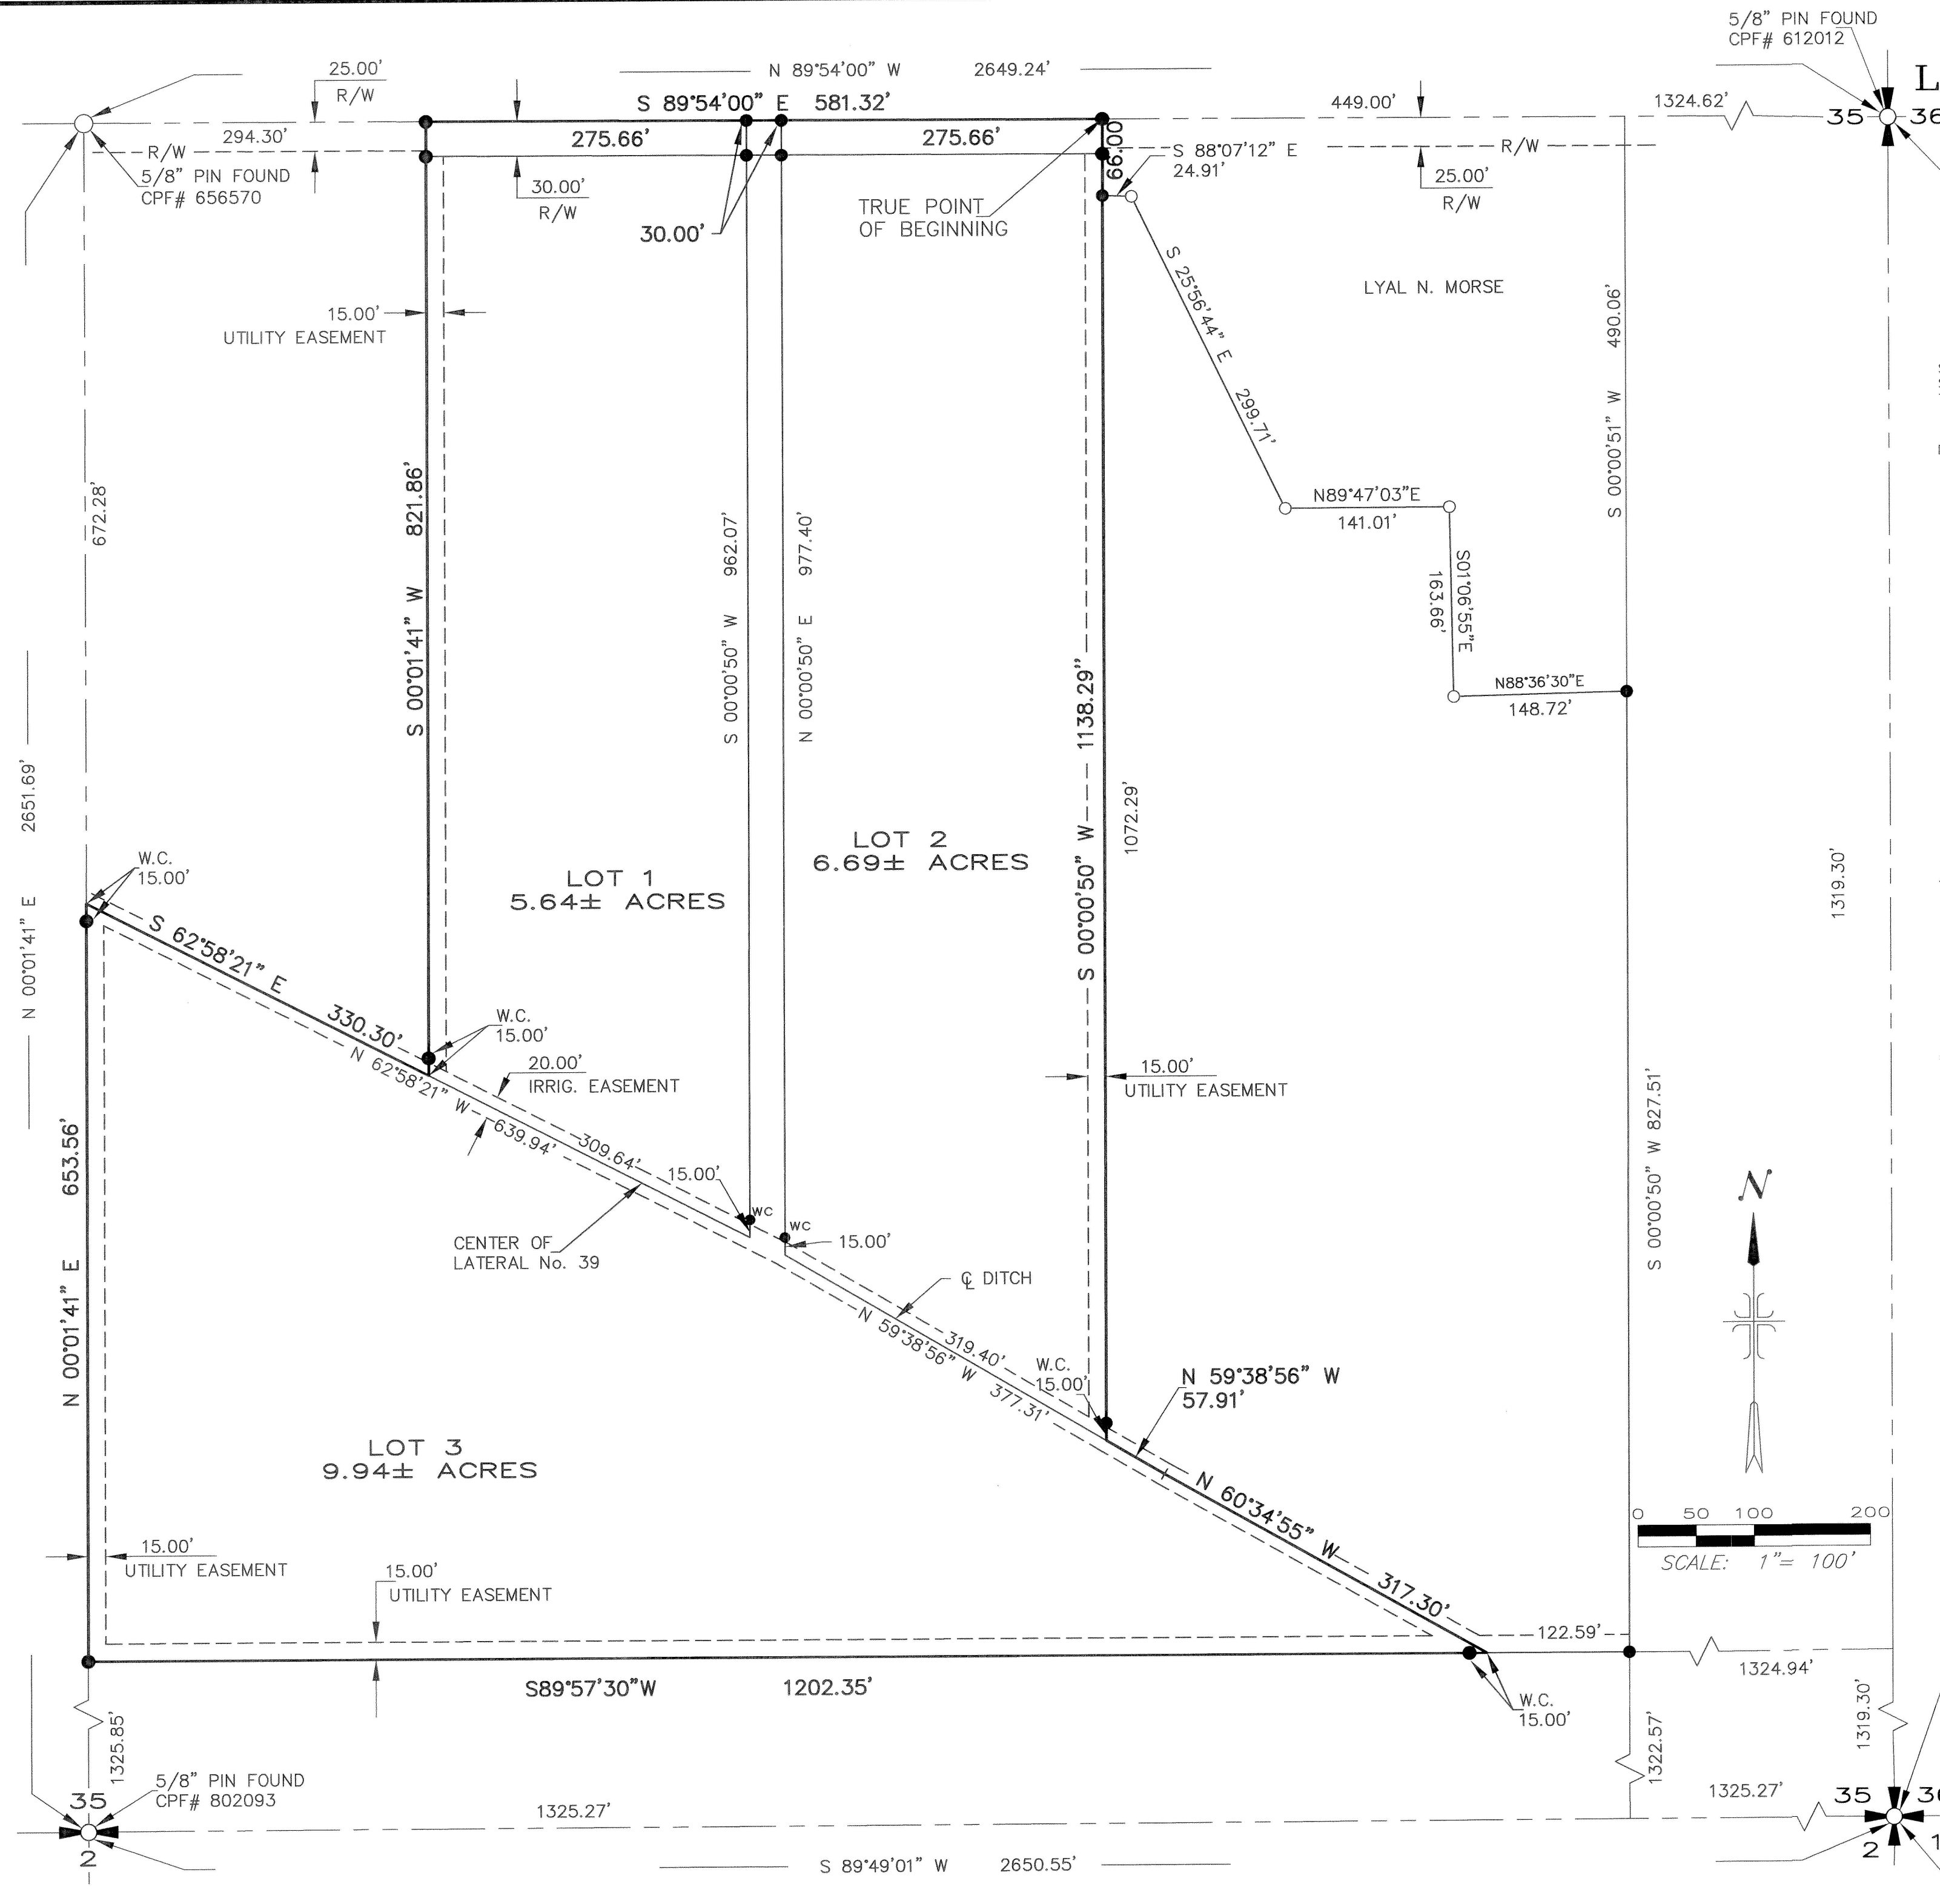 5/8" PIN FOUND
CPF# 612012
L
25.00'
R/W
N 89°54'00" W 2649.24'
S 89°54'00" E 581.32'
449.00'
1324.62'
35
36
294.30'
R/W
275.66'
275.66'
66.00
S 88°07'12" E
24.91'
R/W
5/8" PIN FOUND
CPF# 656570
30.00'
R/W
25.00'
R/W
TRUE POINT
OF BEGINNING
30.00'
S 25°56'44" E 299.71'
LYAL N. MORSE
S 00°00'51" W 490.06'
15.00'
UTILITY EASEMENT
672.28'
S 00°01'41" W 821.86'
S 00°00'50" W 962.07'
N 00°00'50" E 977.40'
N89°47'03"E
141.01'
S01°06'55"E
163.66'
N88°36'30"E
148.72'
S 00°00'50" W 1138.29"
1072.29'
N 00°01'41" E 2651.69'
LOT 2
6.69± ACRES
LOT 1
5.64± ACRES
1319.30'
W.C.
15.00'
S 62°58'21" E 330.30'
N 62°58'21" W 639.94'
W.C.
15.00'
20.00'
IRRIG. EASEMENT
309.64'
15.00'
WC
WC
15.00'
15.00'
UTILITY EASEMENT
S 00°00'50" W 827.51'
N
N 00°01'41" E 653.56'
CENTER OF
LATERAL No. 39
℄ DITCH
319.40'
N 59°38'56" W 377.31'
W.C.
15.00'
N 59°38'56" W
57.91'
LOT 3
9.94± ACRES
N 60°34'55" W 317.30'
0 50 100 200
SCALE: 1"= 100'
15.00'
UTILITY EASEMENT
15.00'
UTILITY EASEMENT
122.59'
1324.94'
S89°57'30"W 1202.35'
W.C.
15.00'
1325.85'
1322.57'
1319.30'
5/8" PIN FOUND
CPF# 802093
35
2
1325.27'
1325.27'
35
36
2
1
S 89°49'01" W 2650.55'